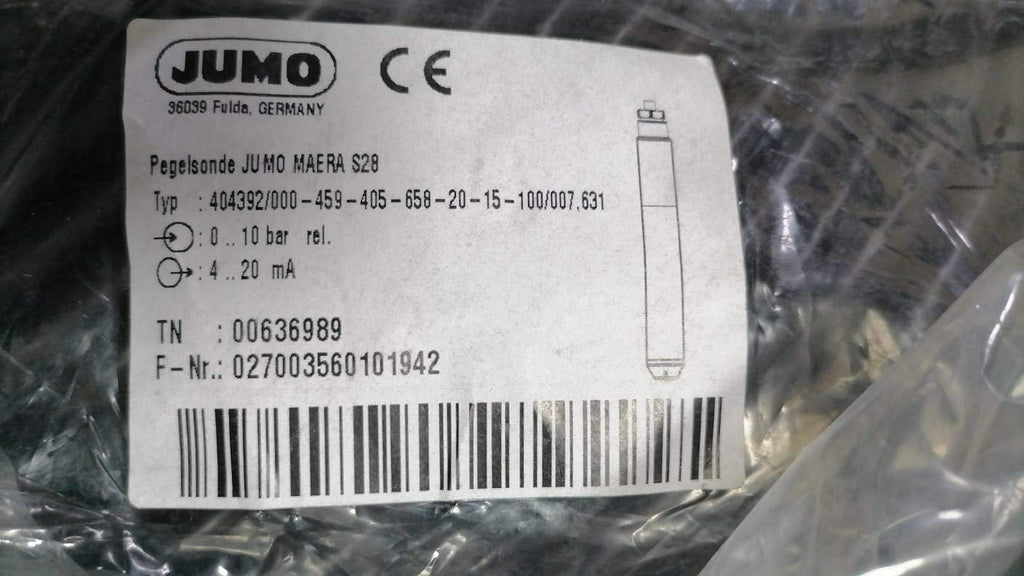 JUMO CE
36039 Fulda, GERMANY
Pegelsonde JUMO MAERA S28
Typ : 404392/000-459-405-658-20-15-100/007,631
: 0 .. 10 bar rel.
: 4 .. 20 mA
TN : 00636989
F-Nr.: 027003560101942